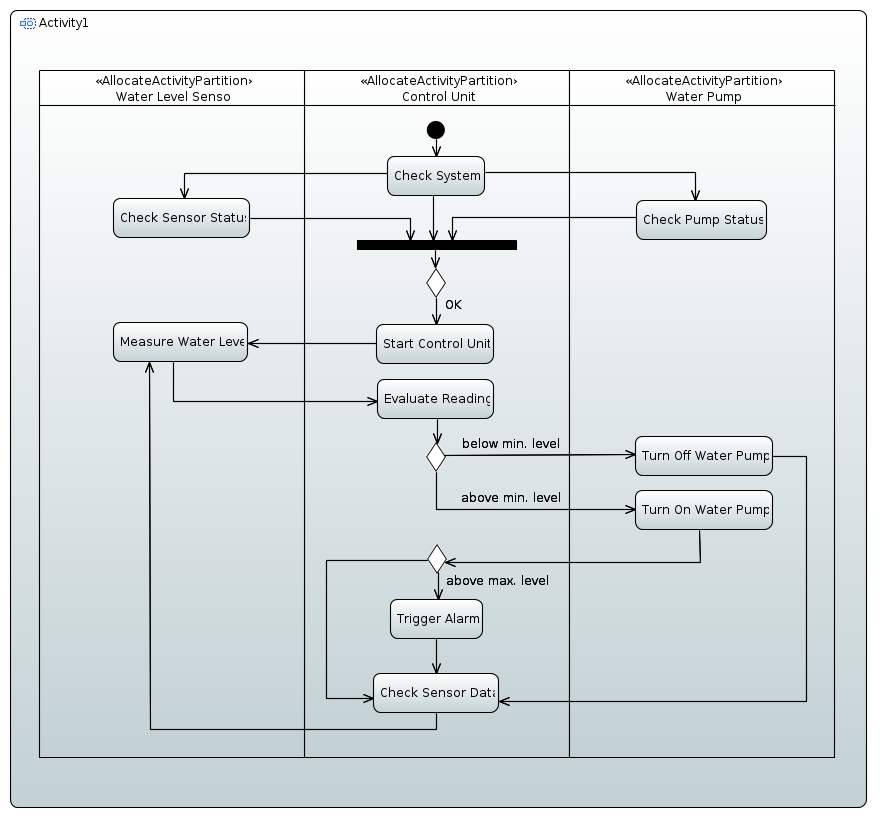 Activity1
«AllocateActivityPartition»
Water Level Senso
«AllocateActivityPartition»
Control Unit
«AllocateActivityPartition»
Water Pump
Check System
Check Sensor Statu
Check Pump Status
OK
Measure Water Leve
Start Control Unit
Evaluate Reading
below min. level
Turn Off Water Pump
above min. level
Turn On Water Pump
above max. level
Trigger Alarm
Check Sensor Data